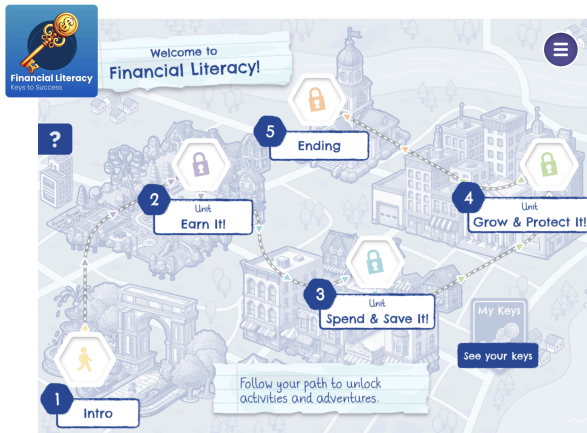 Financial Literacy
Keys to Success
Welcome to
Financial Literacy!
?
5
Ending
2
Unit
Earn It!
4
Unit
Grow & Protect It!
3
Unit
Spend & Save It!
My Keys
See your keys
Follow your path to unlock
activities and adventures.
1
Intro